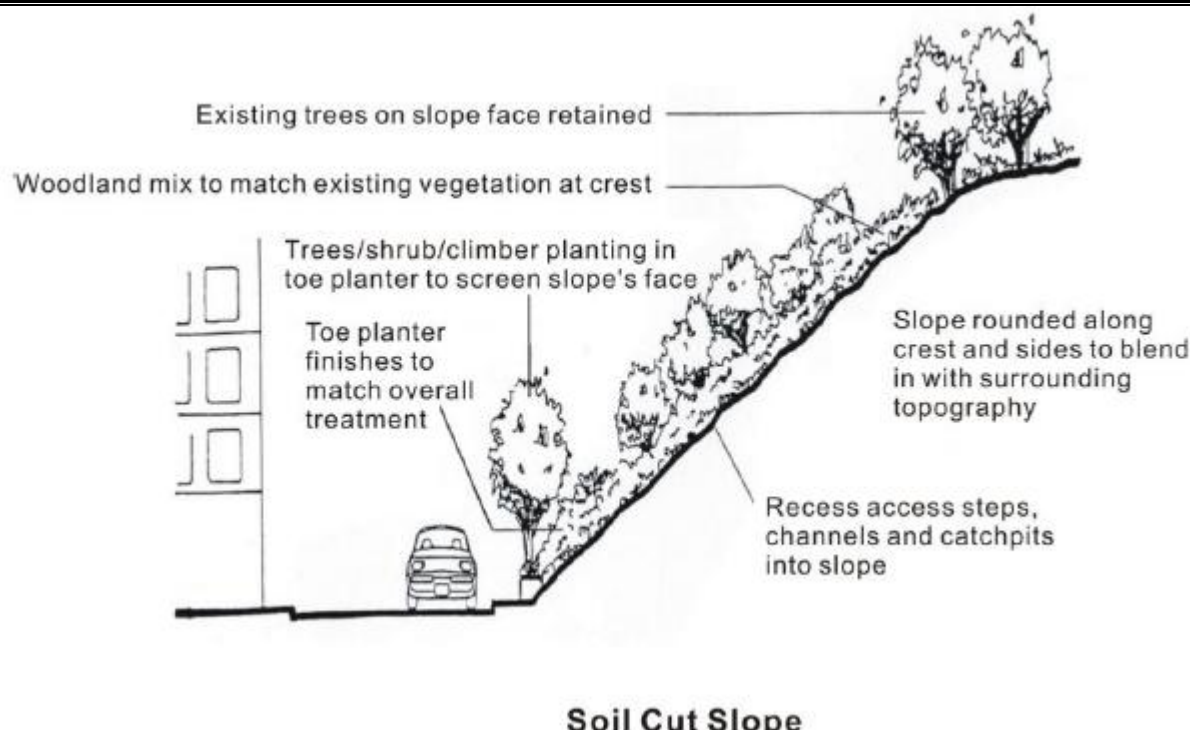 Existing trees on slope face retained
Woodland mix to match existing vegetation at crest
Trees/shrub/climber planting in
toe planter to screen slope's face
Toe planter
finishes to
match overall
treatment
Slope rounded along
crest and sides to blend
in with surrounding
topography
Recess access steps,
channels and catchpits
into slope
Soil Cut Slope